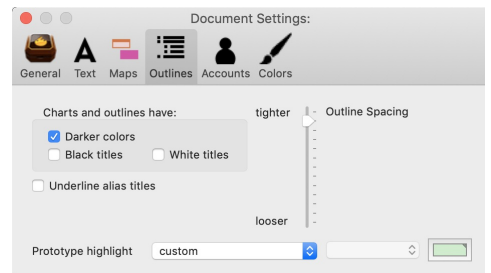 Document Settings:
General Text Maps Outlines Accounts Colors
Charts and outlines have:
tighter
Outline Spacing
Darker colors
Black titles
White titles
Underline alias titles
looser
Prototype highlight
custom